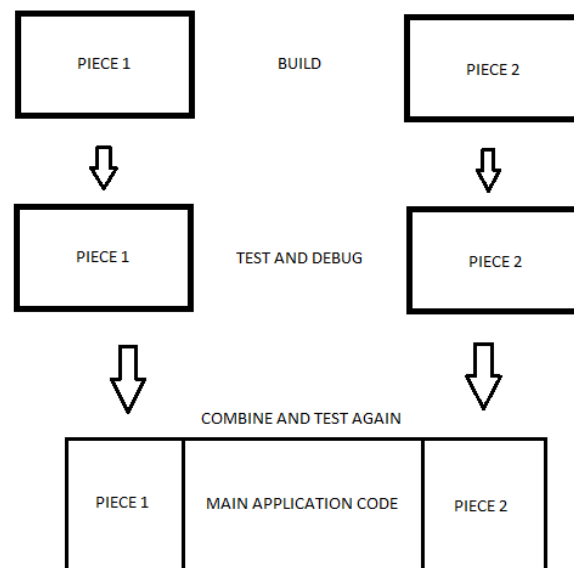 PIECE 1
BUILD
PIECE 2
PIECE 1
TEST AND DEBUG
PIECE 2
COMBINE AND TEST AGAIN
PIECE 1
MAIN APPLICATION CODE
PIECE 2